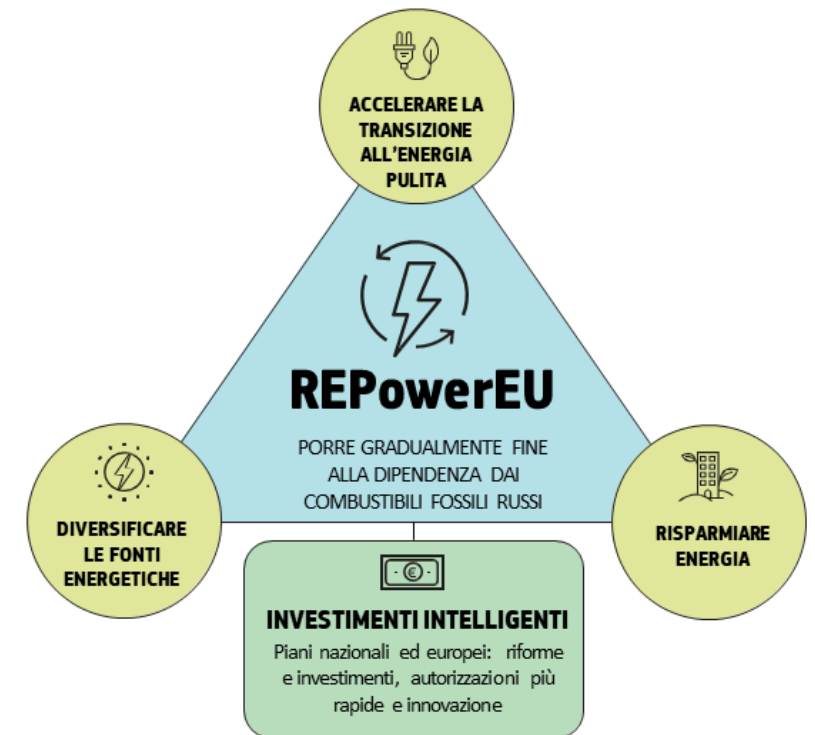 ACCELERARE LA
TRANSIZIONE
ALL'ENERGIA
PULITA
REPowerEU
PORRE GRADUALMENTE FINE
ALLA DIPENDENZA DAI
COMBUSTIBILI FOSSILI RUSSI
DIVERSIFICARE
LE FONTI
ENERGETICHE
RISPARMIARE
ENERGIA
€
INVESTIMENTI INTELLIGENTI
Piani nazionali ed europei: riforme
e investimenti, autorizzazioni più
rapide e innovazione